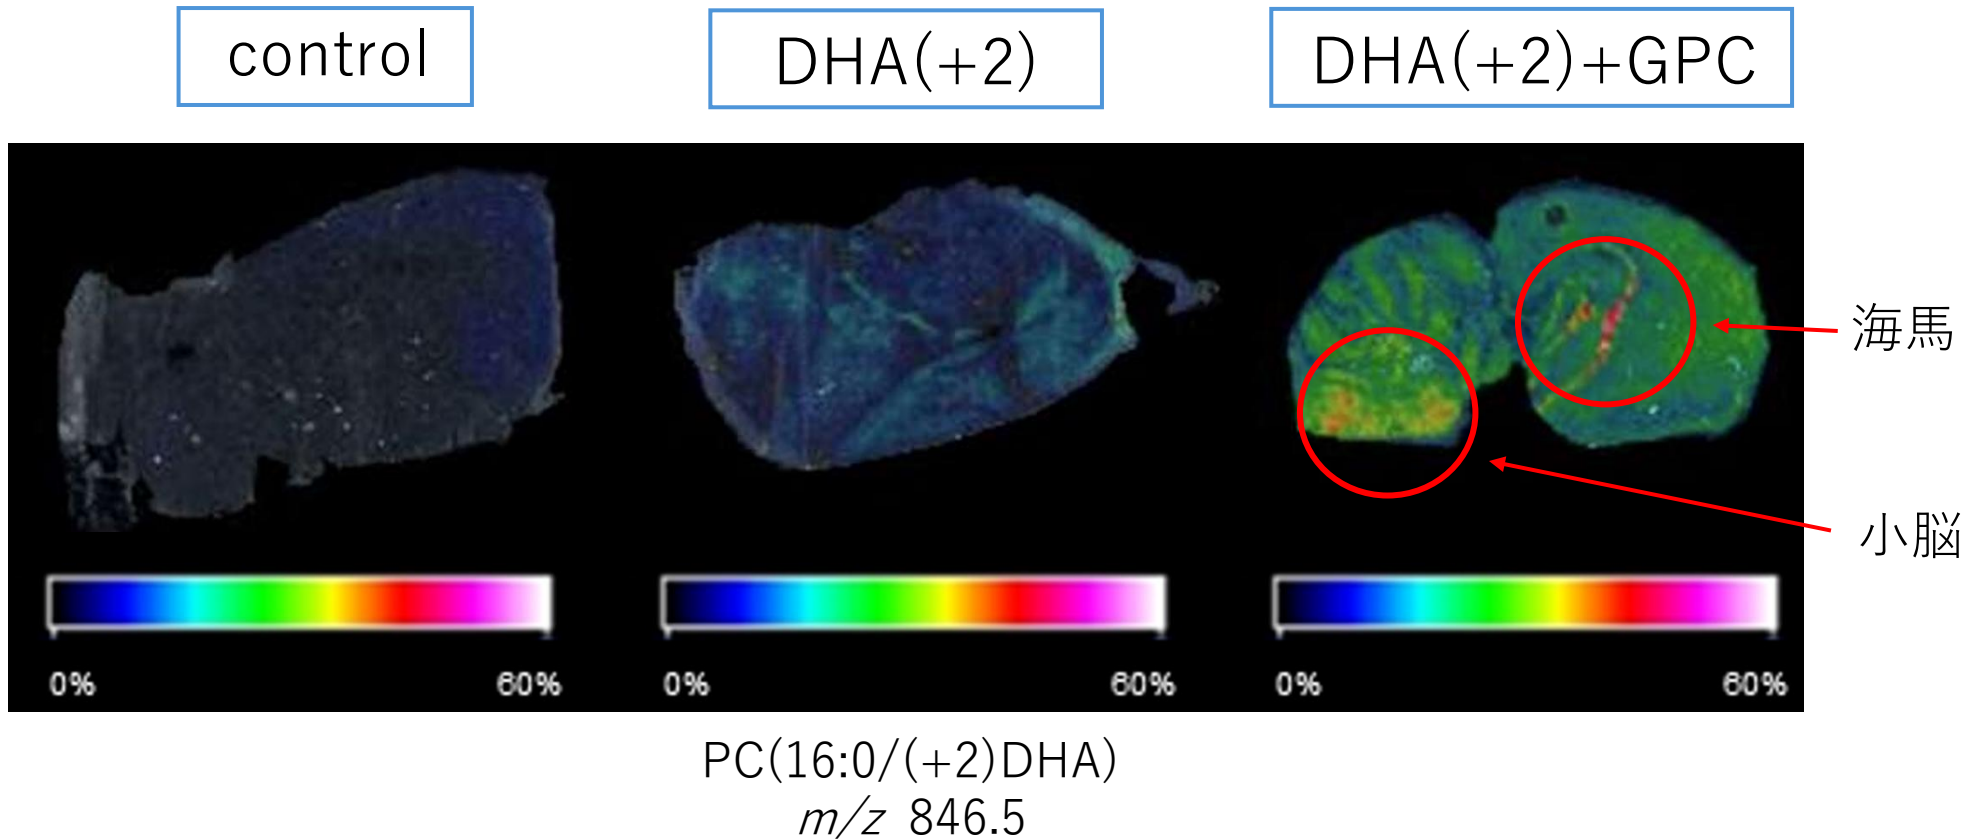 control
DHA(+2)
DHA(+2)+GPC
海馬
小脳
0%
60%
0%
60%
0%
60%
PC(16:0/(+2)DHA)
m/z 846.5